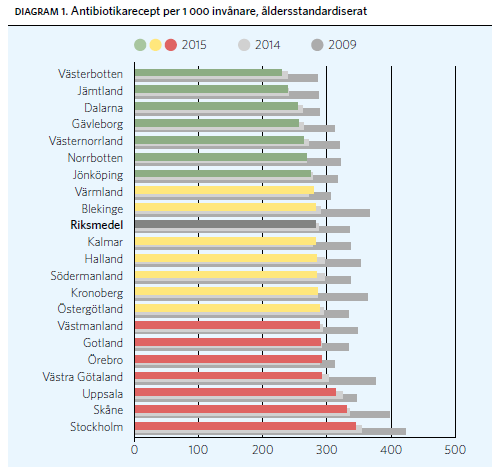 DIAGRAM 1. Antibiotikarecept per 1 000 invånare, åldersstandardiserat
2015 2014 2009
Västerbotten
Jämtland
Dalarna
Gävleborg
Västernorrland
Norrbotten
Jönköping
Värmland
Blekinge
Riksmedel
Kalmar
Halland
Södermanland
Kronoberg
Östergötland
Västmanland
Gotland
Örebro
Västra Götaland
Uppsala
Skåne
Stockholm
0 100 200 300 400 500